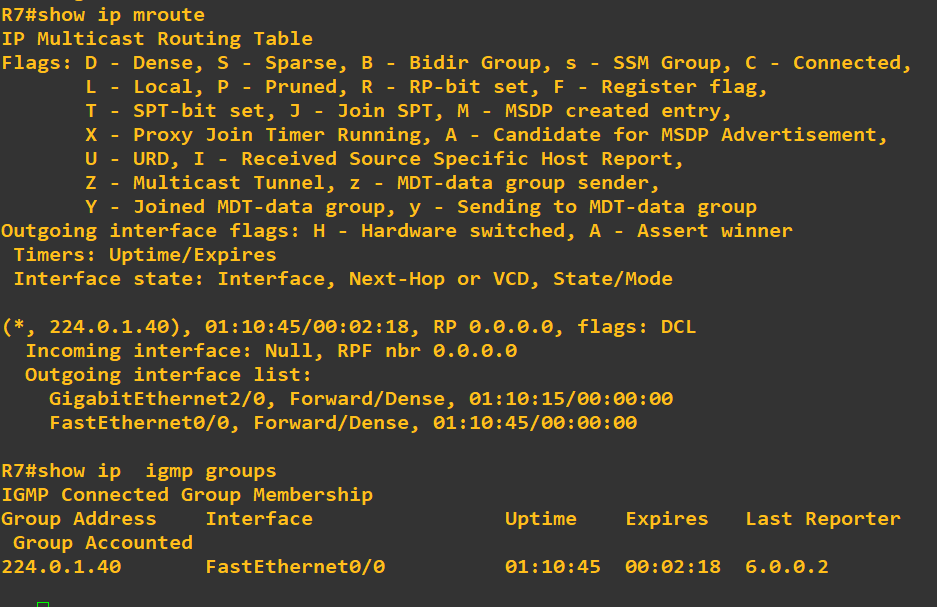 R7#show ip mroute
IP Multicast Routing Table
Flags: D - Dense, S - Sparse, B - Bidir Group, s - SSM Group, C - Connected,
       L - Local, P - Pruned, R - RP-bit set, F - Register flag,
       T - SPT-bit set, J - Join SPT, M - MSDP created entry,
       X - Proxy Join Timer Running, A - Candidate for MSDP Advertisement,
       U - URD, I - Received Source Specific Host Report,
       Z - Multicast Tunnel, z - MDT-data group sender,
       Y - Joined MDT-data group, y - Sending to MDT-data group
Outgoing interface flags: H - Hardware switched, A - Assert winner
 Timers: Uptime/Expires
 Interface state: Interface, Next-Hop or VCD, State/Mode
(*, 224.0.1.40), 01:10:45/00:02:18, RP 0.0.0.0, flags: DCL
  Incoming interface: Null, RPF nbr 0.0.0.0
  Outgoing interface list:
    GigabitEthernet2/0, Forward/Dense, 01:10:15/00:00:00
    FastEthernet0/0, Forward/Dense, 01:10:45/00:00:00
R7#show ip  igmp groups
IGMP Connected Group Membership
Group Address    Interface                Uptime    Expires   Last Reporter
 Group Accounted
224.0.1.40       FastEthernet0/0          01:10:45  00:02:18  6.0.0.2